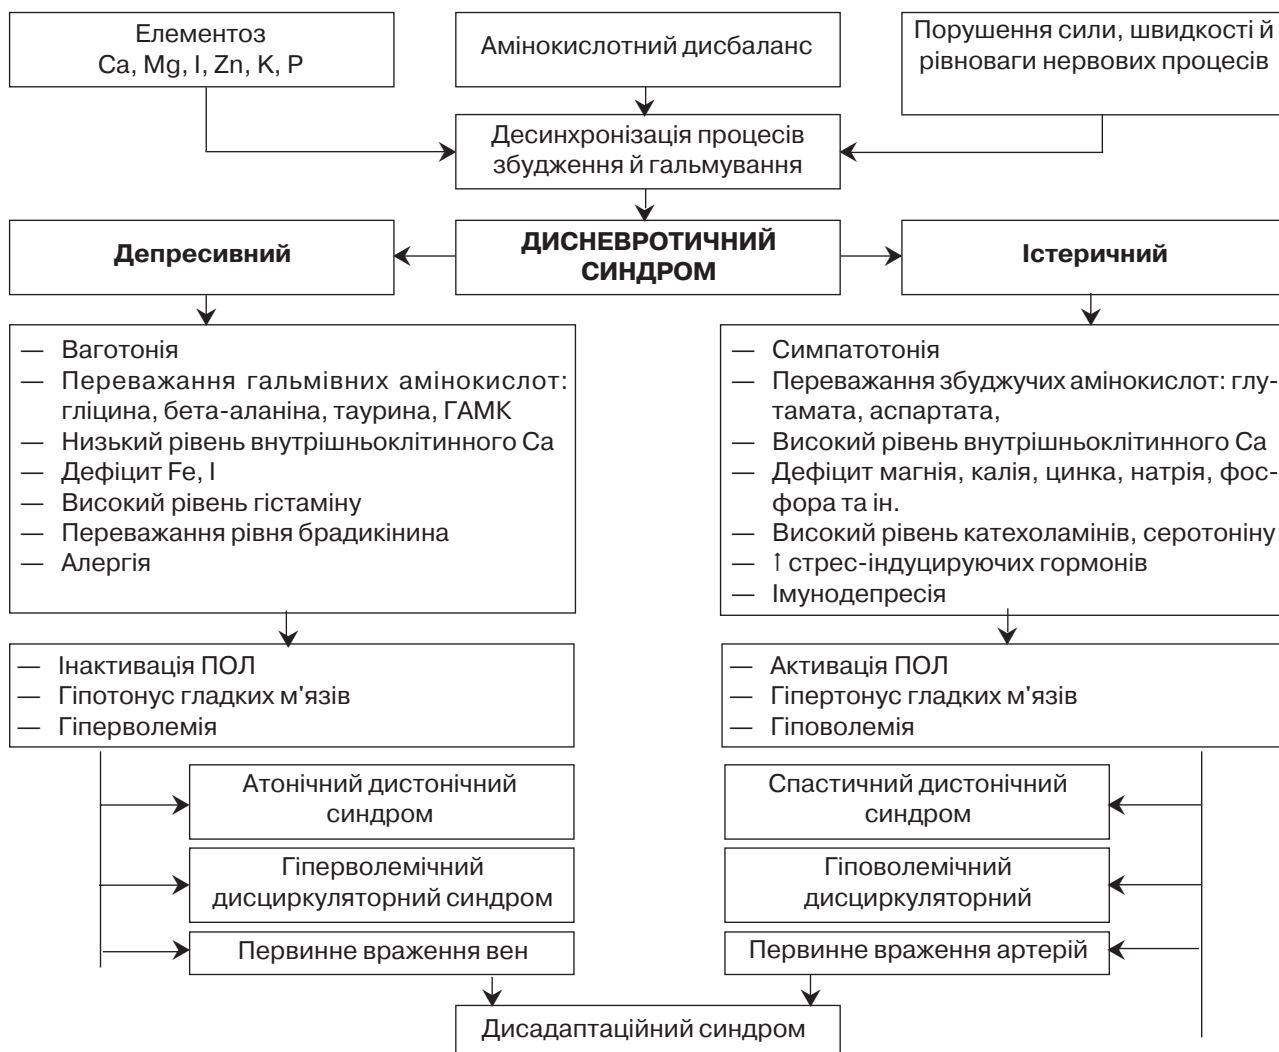 Елементоз
Ca, Mg, I, Zn, K, P
Амінокислотний дисбаланс
Порушення сили, швидкості й
рівноваги нервових процесів
Десинхронізація процесів
збудження й гальмування
Депресивний
ДИСНЕВРОТИЧНИЙ
СИНДРОМ
Істеричний
— Ваготонія
— Переважання гальмівних амінокислот:
гліцина, бета-аланіна, таурина, ГАМК
— Низький рівень внутрішньоклітинного Ca
— Дефіцит Fe, I
— Високий рівень гістаміну
— Переважання рівня брадикініна
— Алергія
— Симпатотонія
— Переважання збуджучих амінокислот: глу-
тамата, аспартата,
— Високий рівень внутрішньоклітинного Ca
— Дефіцит магнія, калія, цинка, натрія, фос-
фора та ін.
— Високий рівень катехоламінів, серотоніну
— ↑ стрес-індуцируючих гормонів
— Імунодепресія
— Інактивація ПОЛ
— Гіпотонус гладких м'язів
— Гіперволемія
— Активація ПОЛ
— Гіпертонус гладких м'язів
— Гіповолемія
Атонічний дистонічний
синдром
Спастичний дистонічний
синдром
Гіперволемічний
дисциркуляторний синдром
Гіповолемічний
дисциркуляторний
Первинне враження вен
Первинне враження артерій
Дисадаптаційний синдром